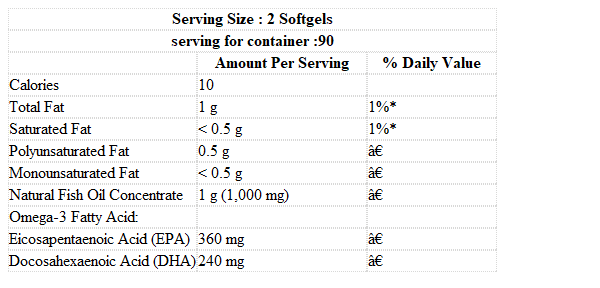 Serving Size : 2 Softgels
serving for container :90
Amount Per Serving % Daily Value
Calories 10
Total Fat 1 g 1%*
Saturated Fat < 0.5 g 1%*
Polyunsaturated Fat 0.5 g â€
Monounsaturated Fat < 0.5 g â€
Natural Fish Oil Concentrate 1 g (1,000 mg) â€
Omega-3 Fatty Acid:
Eicosapentaenoic Acid (EPA) 360 mg â€
Docosahexaenoic Acid (DHA) 240 mg â€